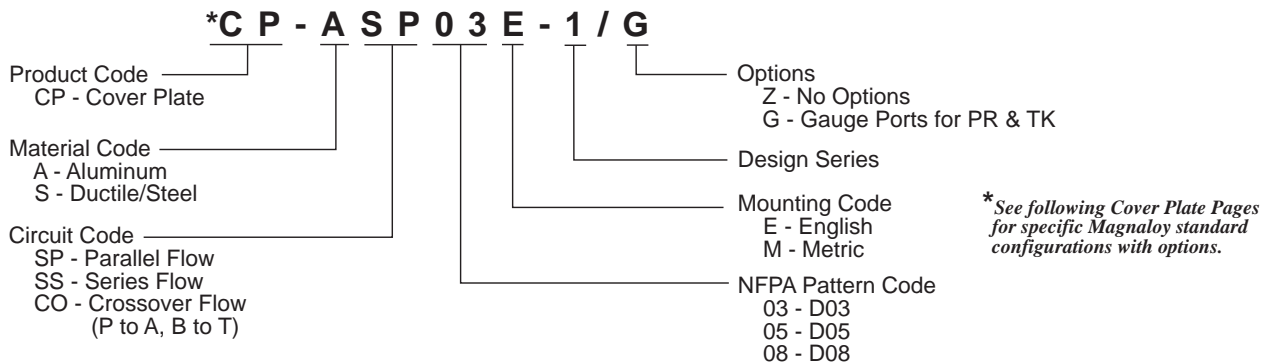 *CP-ASP03E-1/G
Product Code
CP - Cover Plate
Material Code
A - Aluminum
S - Ductile/Steel
Circuit Code
SP - Parallel Flow
SS - Series Flow
CO - Crossover Flow
(P to A, B to T)
Options
Z - No Options
G - Gauge Ports for PR & TK
Design Series
Mounting Code
E - English
M - Metric
NFPA Pattern Code
03 - D03
05 - D05
08 - D08
*See following Cover Plate Pages
for specific Magnaloy standard
configurations with options.